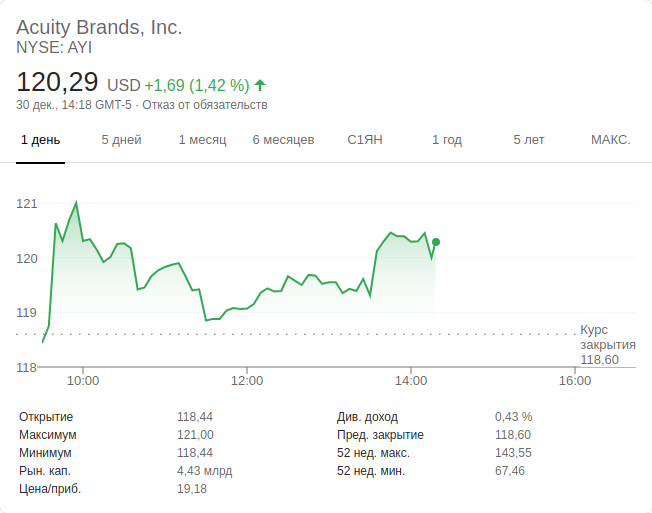 Acuity Brands, Inc.
NYSE: AYI
120,29 USD +1,69 (1,42 %)
30 дек., 14:18 GMT-5 · Отказ от обязательств
1 день 5 дней 1 месяц 6 месяцев С1ЯН 1 год 5 лет МАКС.
121
120
119
118
Курс
закрытия
118,60
10:00 12:00 14:00 16:00
Открытие 118,44 Див. доход 0,43 %
Максимум 121,00 Пред. закрытие 118,60
Минимум 118,44 52 нед. макс. 143,55
Рын. кап. 4,43 млрд 52 нед. мин. 67,46
Цена/приб. 19,18